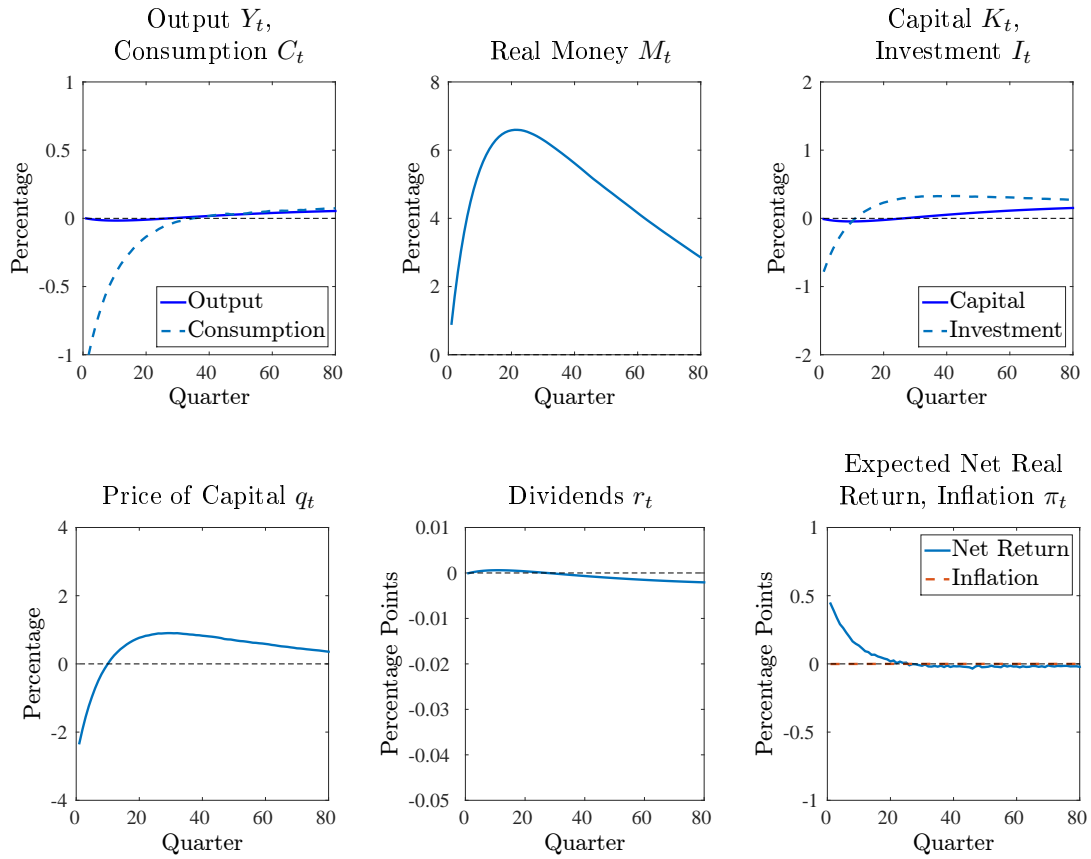 Output Y_t,
Consumption C_t
Percentage
1
0.5
0
-0.5
-1
Output
Consumption
0 20 40 60 80
Quarter
Real Money M_t
Percentage
8
6
4
2
0
0 20 40 60 80
Quarter
Capital K_t,
Investment I_t
Percentage
2
1
0
-1
-2
Capital
Investment
0 20 40 60 80
Quarter
Price of Capital q_t
Percentage
4
2
0
-2
-4
0 20 40 60 80
Quarter
Dividends r_t
Percentage Points
0.01
0
-0.01
-0.02
-0.03
-0.04
-0.05
0 20 40 60 80
Quarter
Expected Net Real
Return, Inflation π_t
Percentage Points
1
0.5
0
-0.5
-1
Net Return
Inflation
0 20 40 60 80
Quarter